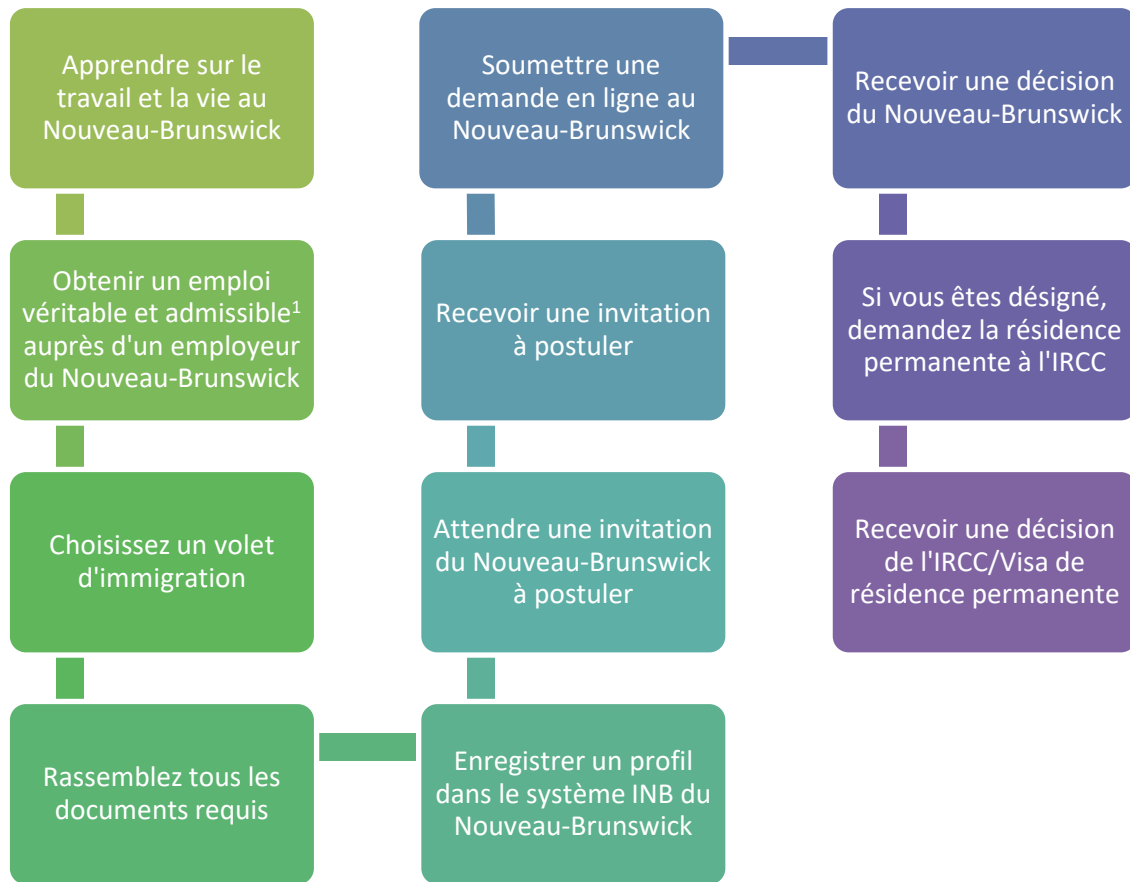 Apprendre sur le
travail et la vie au
Nouveau-Brunswick
Obtenir un emploi
véritable et admissible¹
auprès d'un employeur
du Nouveau-Brunswick
Choisissez un volet
d'immigration
Rassemblez tous les
documents requis
Enregistrer un profil
dans le système INB du
Nouveau-Brunswick
Attendre une invitation
du Nouveau-Brunswick
à postuler
Recevoir une invitation
à postuler
Soumettre une
demande en ligne au
Nouveau-Brunswick
Recevoir une décision
du Nouveau-Brunswick
Si vous êtes désigné,
demandez la résidence
permanente à l'IRCC
Recevoir une décision
de l'IRCC/Visa de
résidence permanente